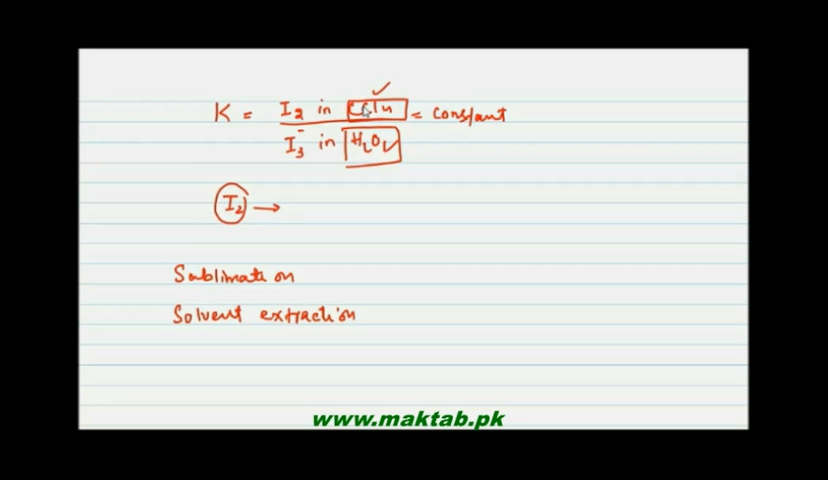 K = I₂ in CCl₄ / I₃⁻ in H₂O = constant
I₂ →
Sublimation
Solvent extraction
www.maktab.pk